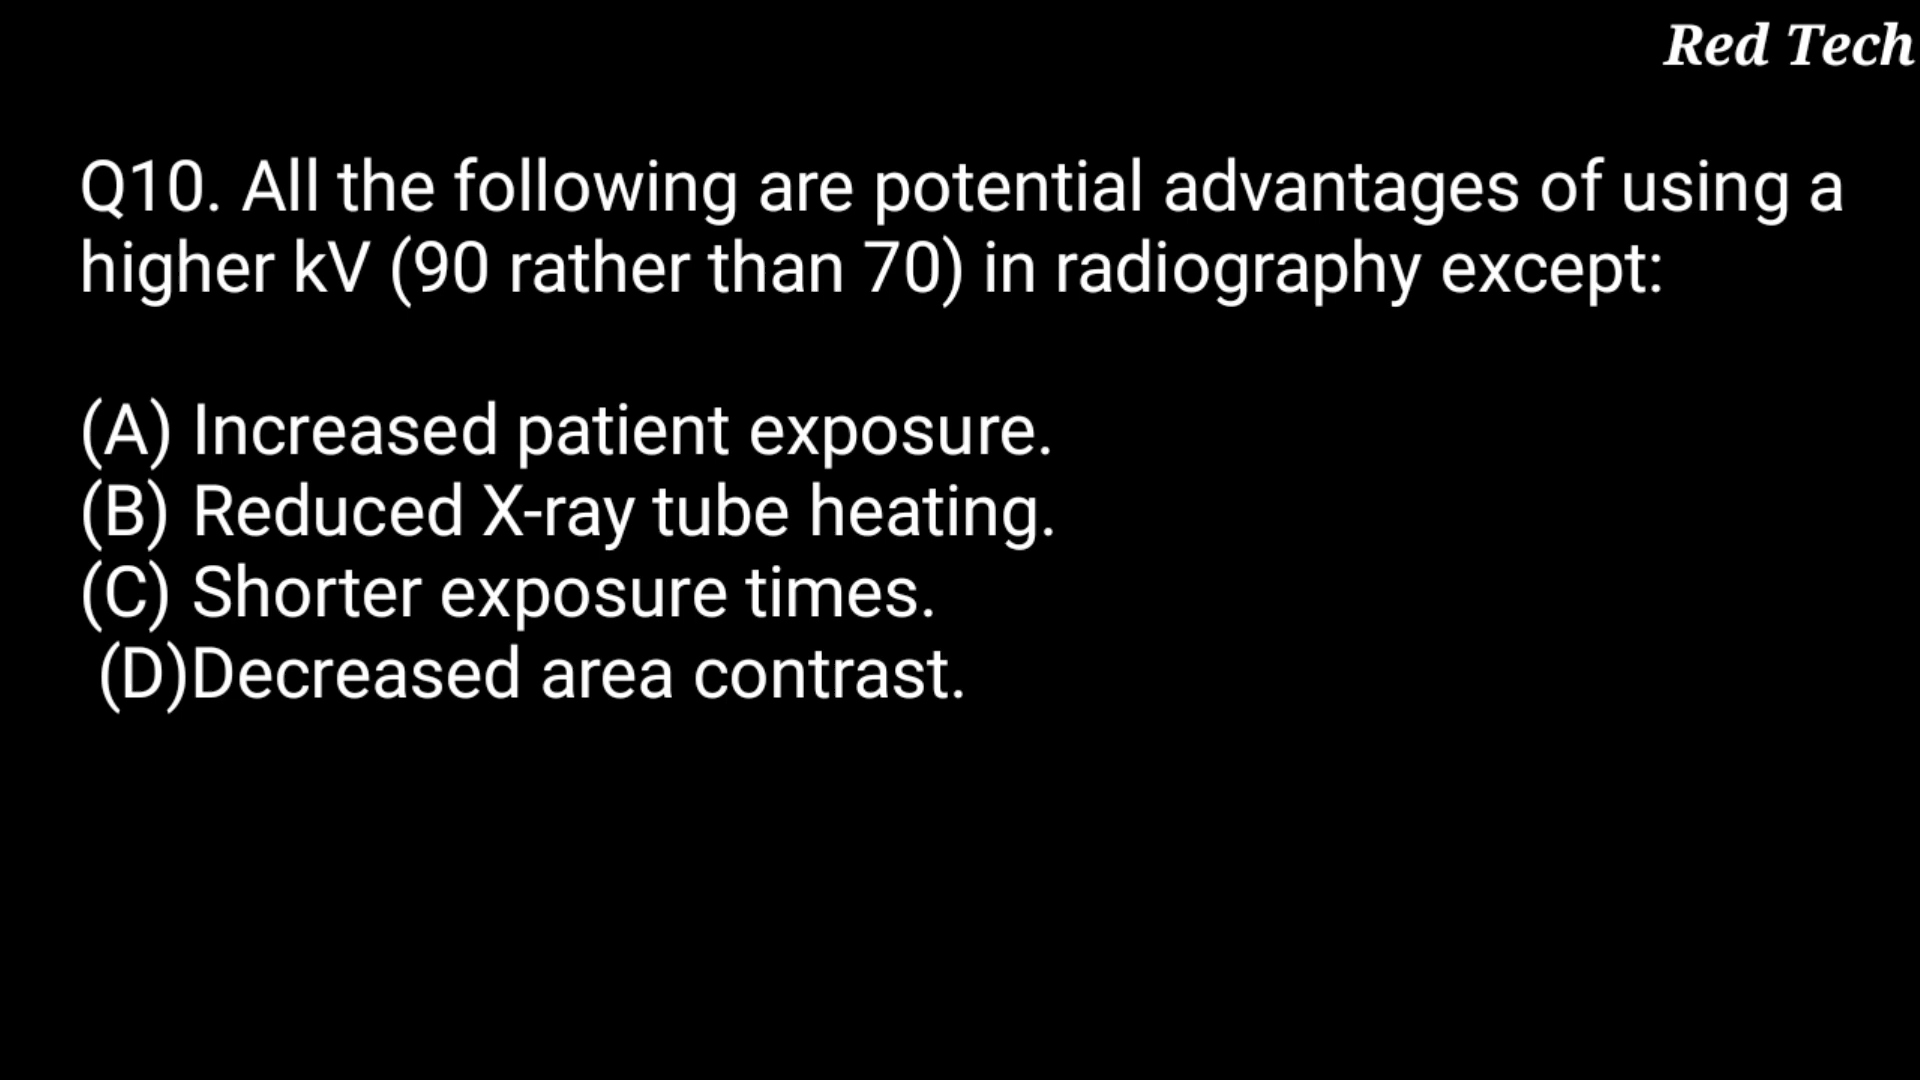 Red Tech
Q10. All the following are potential advantages of using a
higher kV (90 rather than 70) in radiography except:
(A) Increased patient exposure.
(B) Reduced X-ray tube heating.
(C) Shorter exposure times.
(D)Decreased area contrast.